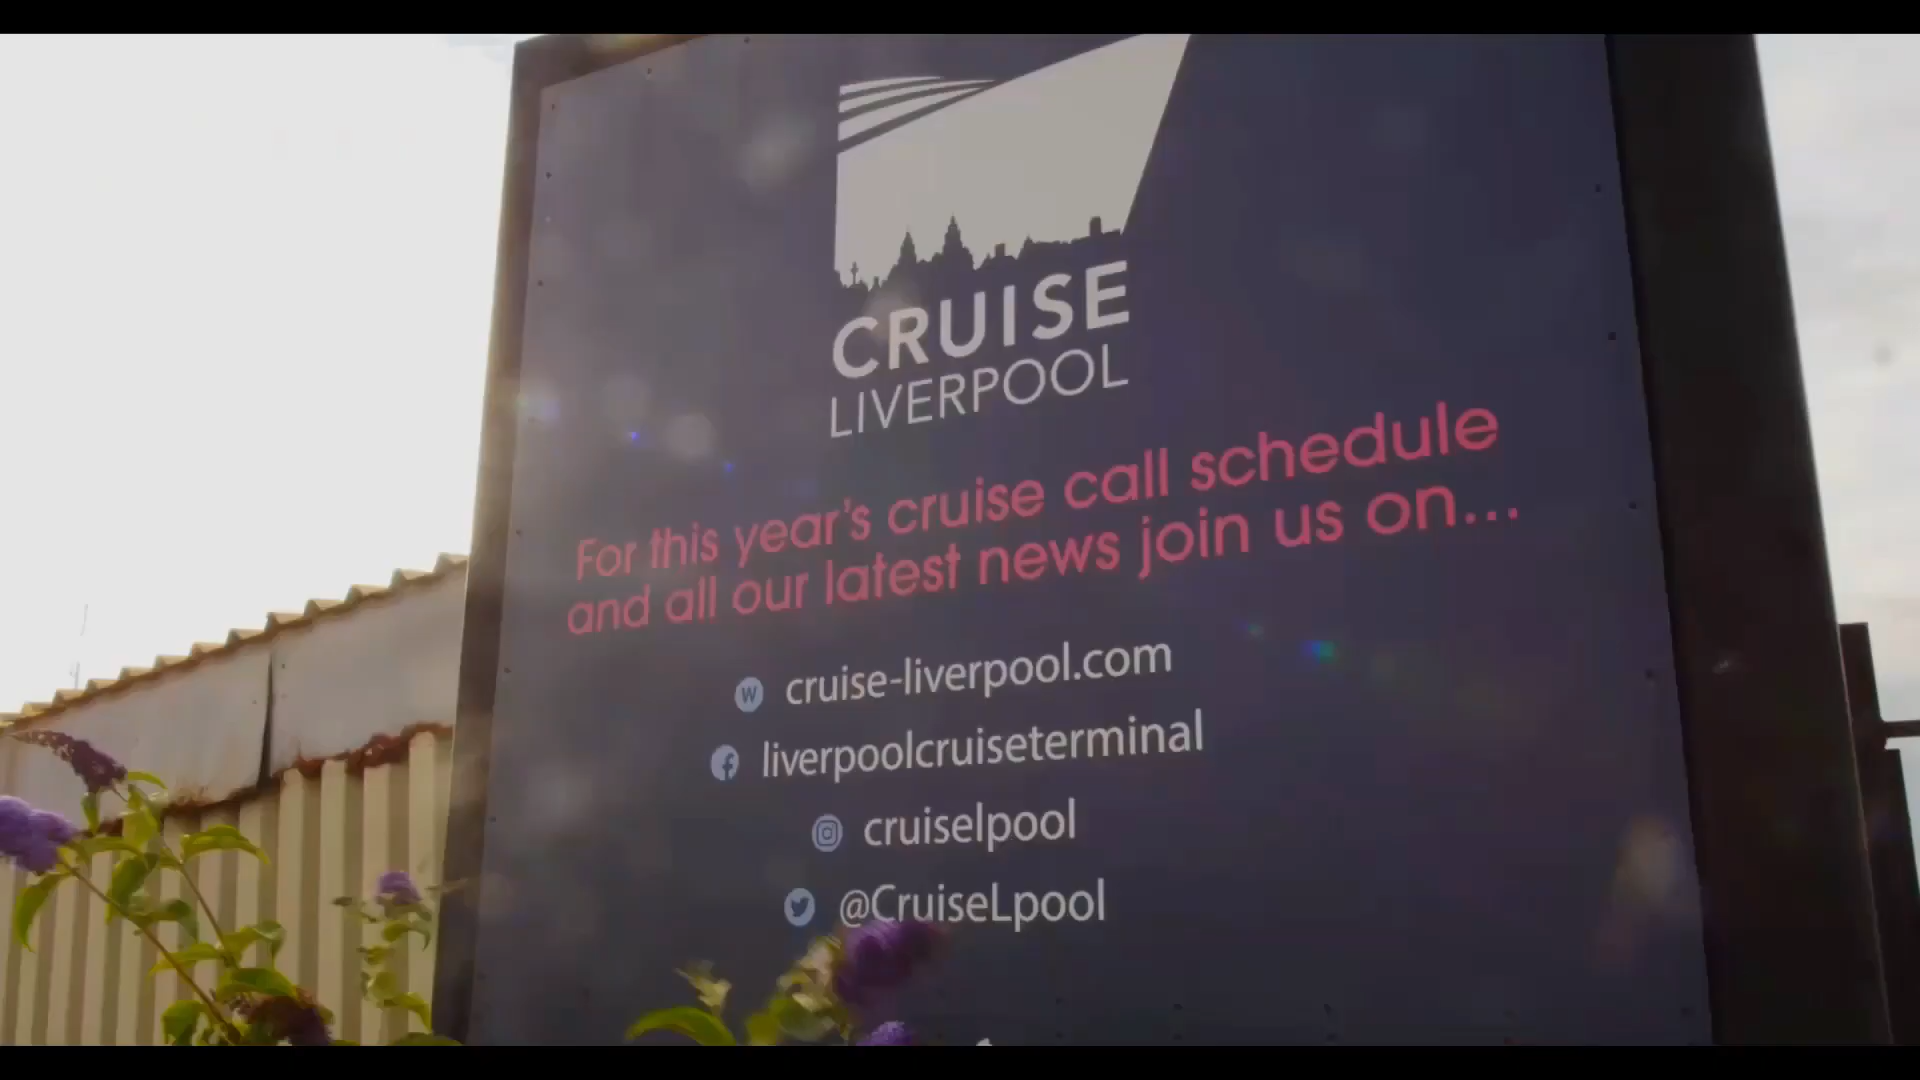 CRUISE
LIVERPOOL
For this year's cruise call schedule
and all our latest news join us on...
cruise-liverpool.com
liverpoolcruiseterminal
cruiselpool
@CruiseLpool